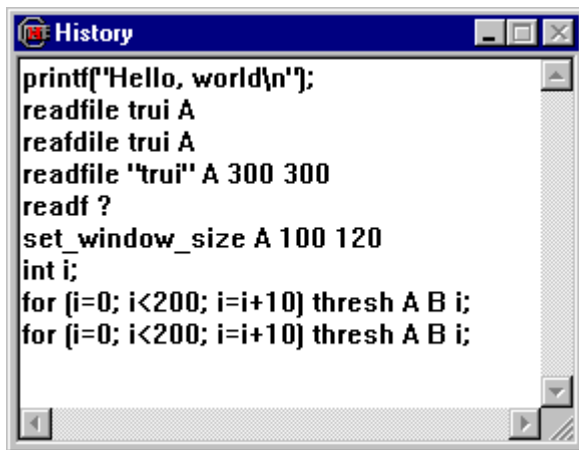 History
printf("Hello, world\n");
readfile trui A
reafdile trui A
readfile "trui" A 300 300
readf ?
set_window_size A 100 120
int i;
for (i=0; i<200; i=i+10) thresh A B i;
for (i=0; i<200; i=i+10) thresh A B i;